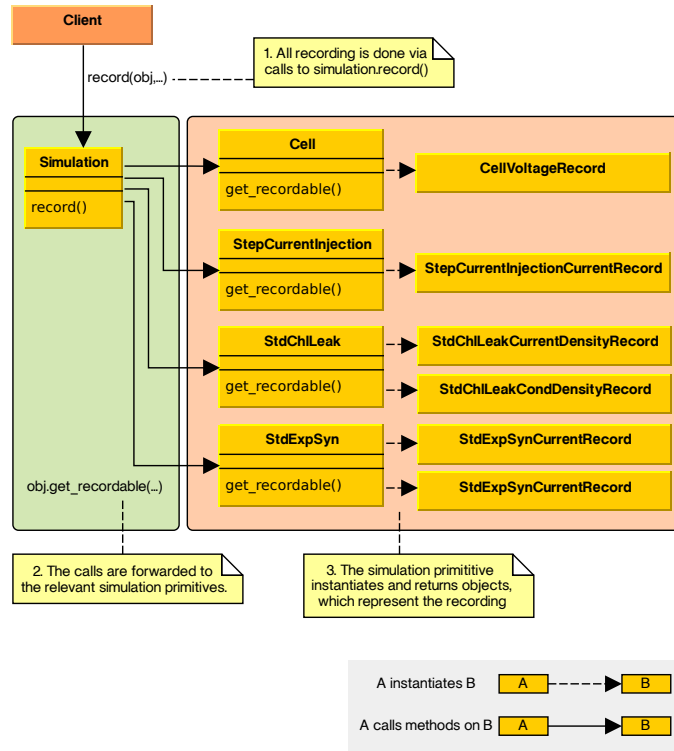 Client
1. All recording is done via
calls to simulation.record()
record(obj,...)
Simulation
record()
Cell
get_recordable()
CellVoltageRecord
StepCurrentInjection
get_recordable()
StepCurrentInjectionCurrentRecord
StdChlLeak
get_recordable()
StdChlLeakCurrentDensityRecord
StdChlLeakCondDensityRecord
StdExpSyn
get_recordable()
StdExpSynCurrentRecord
StdExpSynCurrentRecord
obj.get_recordable(...)
2. The calls are forwarded to
the relevant simulation primitives.
3. The simulation primititive
instantiates and returns objects,
which represent the recording
A instantiates B A B
A calls methods on B A B